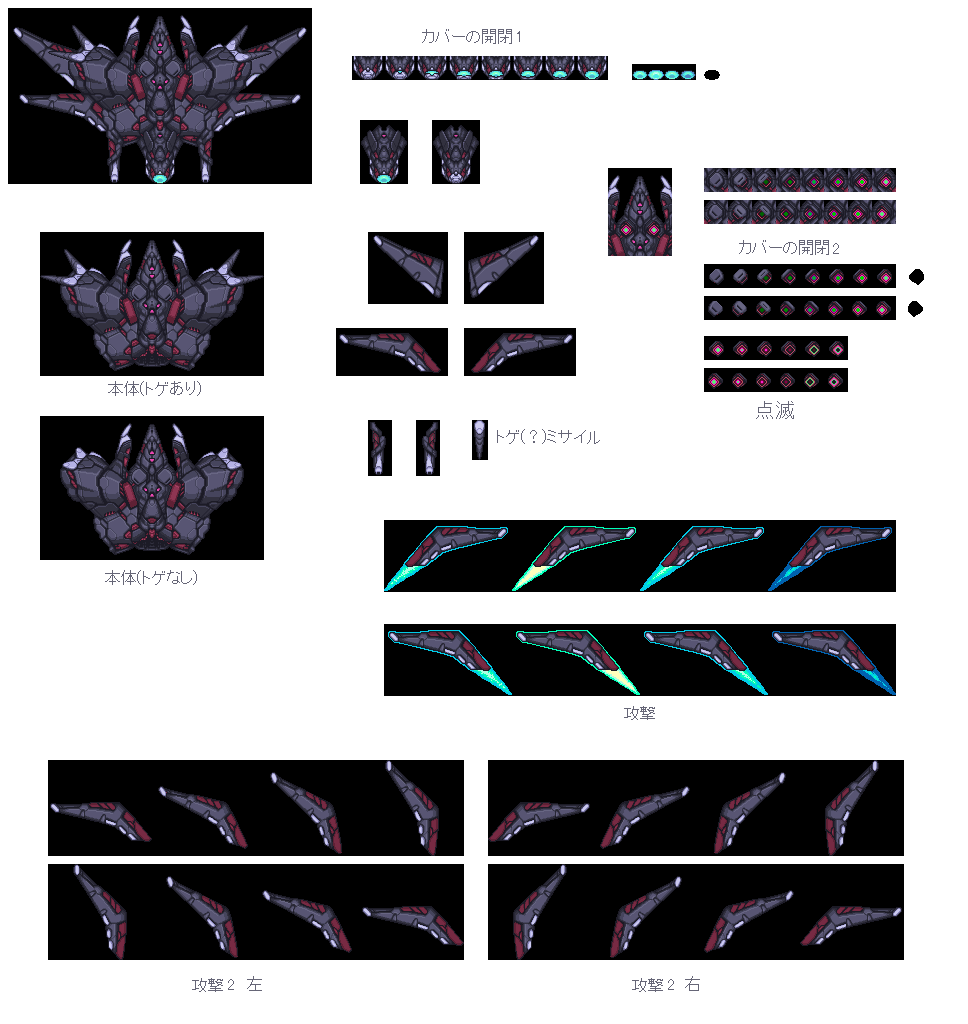 カバーの開閉1
カバーの開閉2
本体(トゲあり)
点滅
トゲ(？)ミサイル
本体(トゲなし)
攻撃
攻撃2 左
攻撃2 右